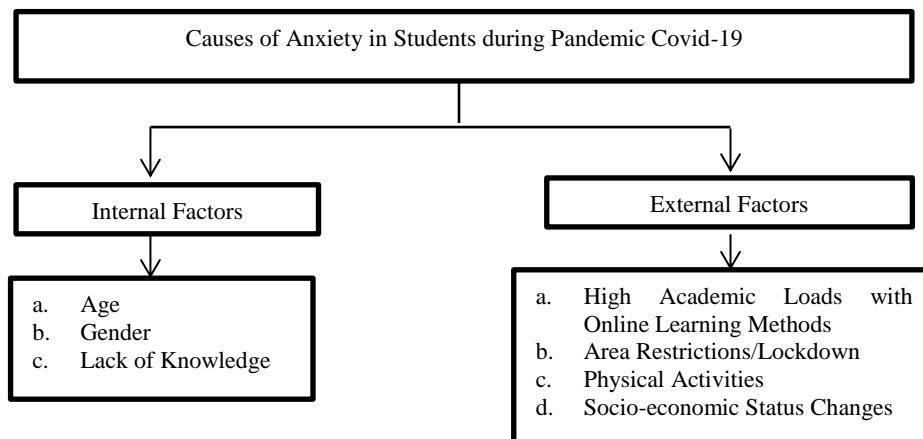 Causes of Anxiety in Students during Pandemic Covid-19
Internal Factors
External Factors
a. Age
b. Gender
c. Lack of Knowledge
a. High Academic Loads with
Online Learning Methods
b. Area Restrictions/Lockdown
c. Physical Activities
d. Socio-economic Status Changes